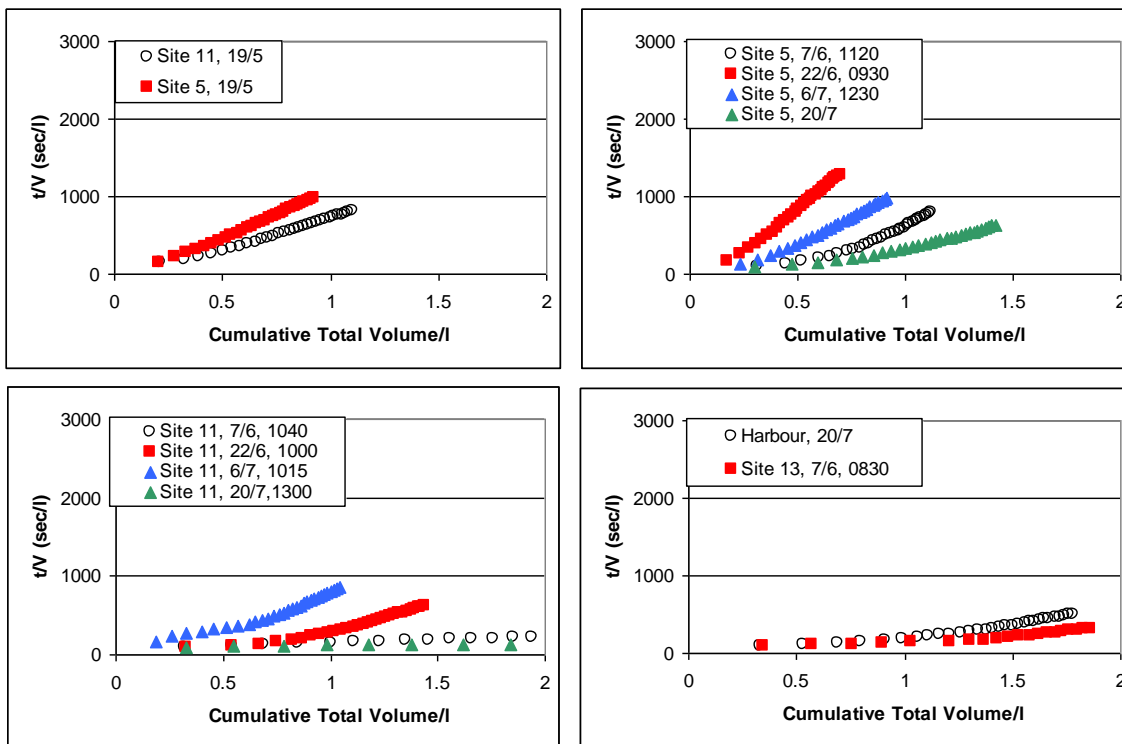 3000
2000
1000
0
t/V (sec/l)
Site 11, 19/5
Site 5, 19/5
0 0.5 1 1.5 2
Cumulative Total Volume/l
3000
2000
1000
0
t/V (sec/l)
Site 5, 7/6, 1120
Site 5, 22/6, 0930
Site 5, 6/7, 1230
Site 5, 20/7
0 0.5 1 1.5 2
Cumulative Total Volume/l
3000
2000
1000
0
t/V (sec/l)
Site 11, 7/6, 1040
Site 11, 22/6, 1000
Site 11, 6/7, 1015
Site 11, 20/7,1300
0 0.5 1 1.5 2
Cumulative Total Volume/l
3000
2000
1000
0
t/V (sec/l)
Harbour, 20/7
Site 13, 7/6, 0830
0 0.5 1 1.5 2
Cumulative Total Volume/l